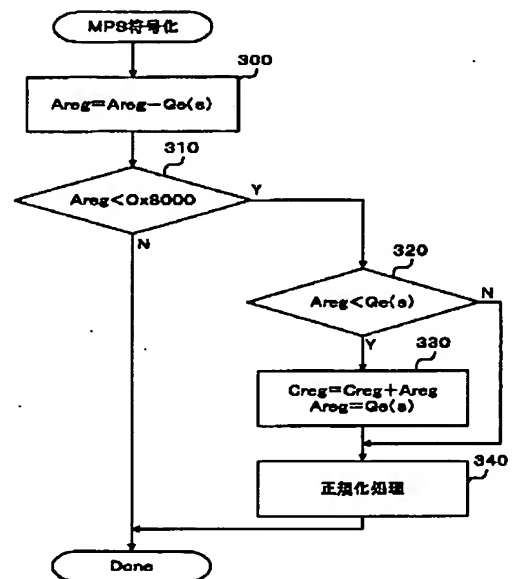 MPS符号化
300
Areg=Areg-Qe(s)
310
Areg<0x8000
Y
N
320
Areg<Qe(s)
N
Y
330
Creg=Creg+Areg
Areg=Qe(s)
340
正規化処理
Done